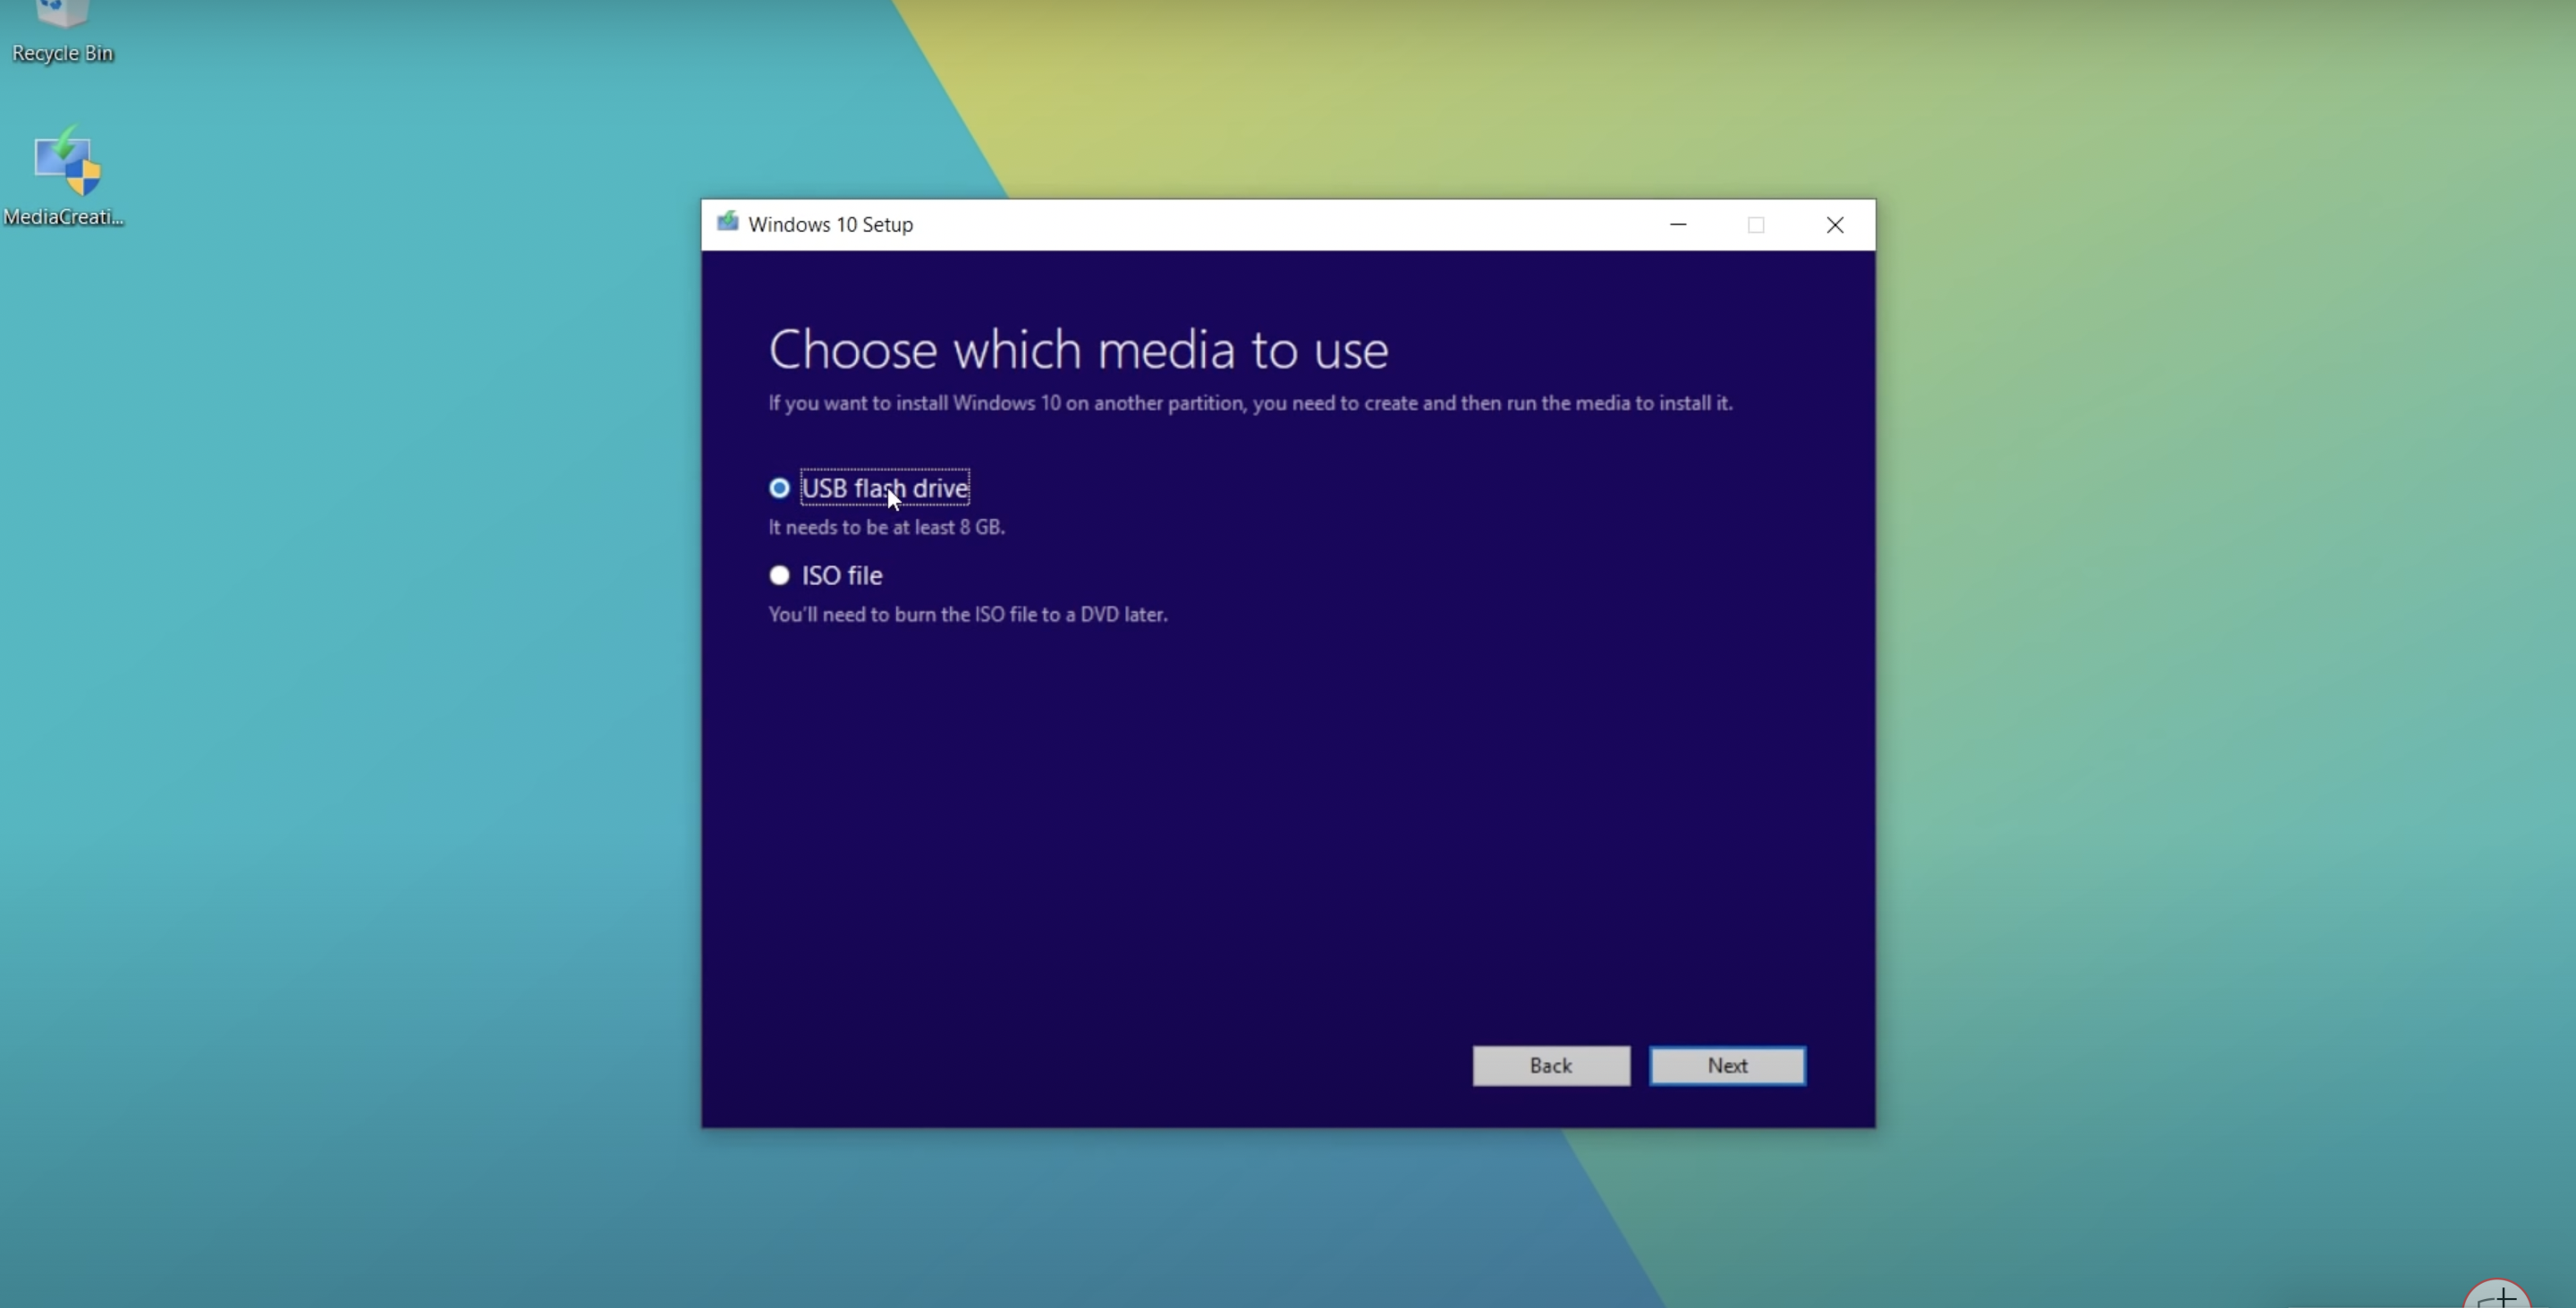 Recycle Bin
MediaCreati...
Windows 10 Setup
Choose which media to use
If you want to install Windows 10 on another partition, you need to create and then run the media to install it.
USB flash drive
It needs to be at least 8 GB.
ISO file
You'll need to burn the ISO file to a DVD later.
Back
Next